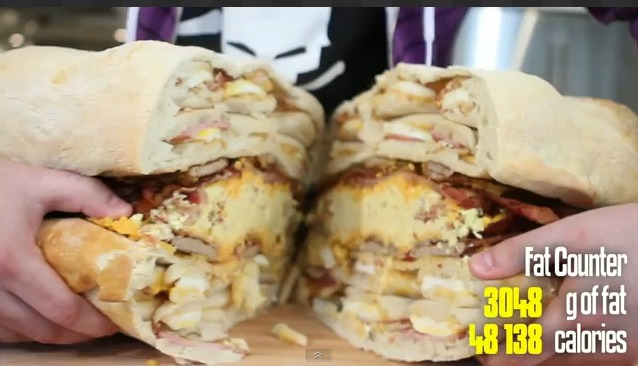 Fat Counter
3048 g of fat
48 138 calories